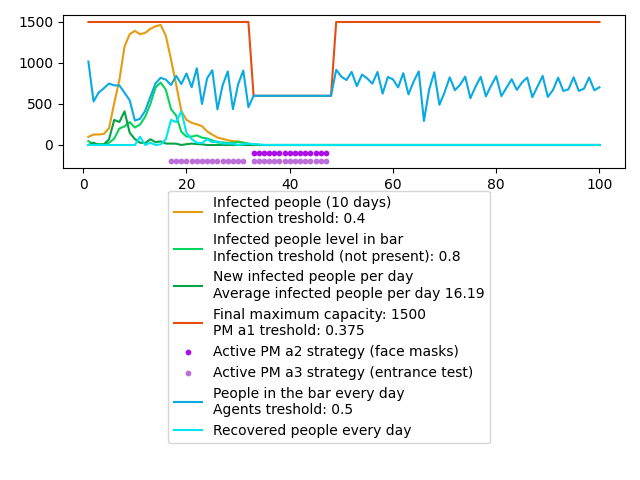 1500
1000
500
0
0
20
40
60
80
100
Infected people (10 days)
Infection treshold: 0.4
Infected people level in bar
Infection treshold (not present): 0.8
New infected people per day
Average infected people per day 16.19
Final maximum capacity: 1500
PM a1 treshold: 0.375
Active PM a2 strategy (face masks)
Active PM a3 strategy (entrance test)
People in the bar every day
Agents treshold: 0.5
Recovered people every day